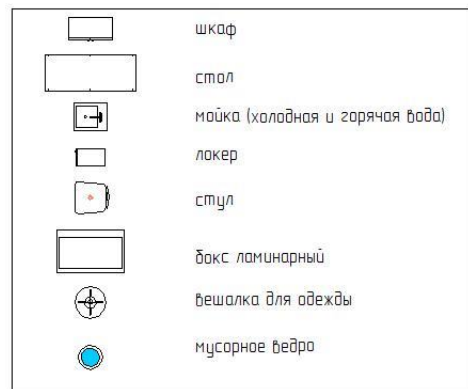 шкаф
стол
мойка (холодная и горячая вода)
локер
стул
бокс ламинарный
вешалка для одежды
мусорное ведро